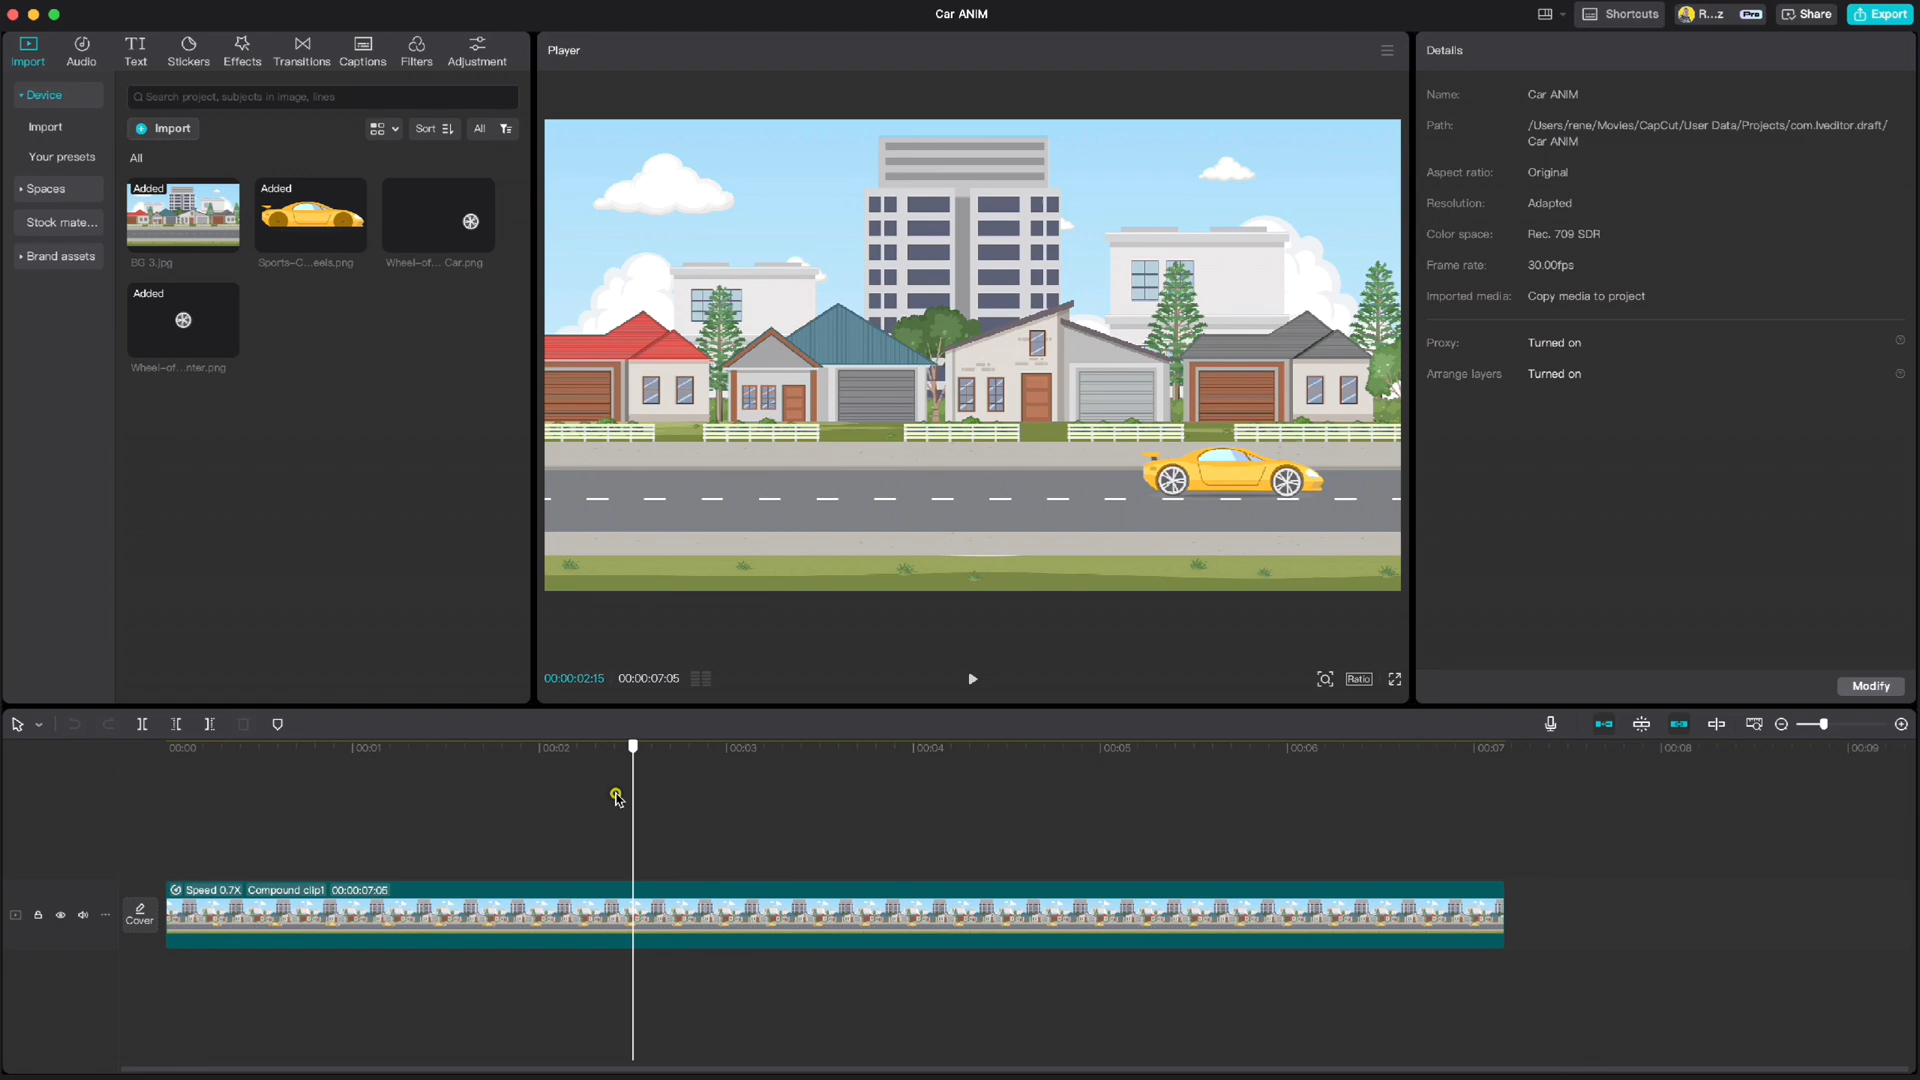 Car ANIM
Shortcuts
R...z
Pro
Share
Export
Import
Audio
TI
Text
Stickers
Effects
Transitions
Captions
Filters
Adjustment
Device
Import
Your presets
Spaces
Stock mate...
Brand assets
Search project, subjects in image, lines
Import
Sort
All
All
Added
BG 3.jpg
Added
Sports-C...eels.png
Wheel-of... Car.png
Added
Wheel-of...nter.png
Player
00:00:02:15
00:00:07:05
Ratio
Details
Name:
Car ANIM
Path:
/Users/rene/Movies/CapCut/User Data/Projects/com.lveditor.draft/
Car ANIM
Aspect ratio:
Original
Resolution:
Adapted
Color space:
Rec. 709 SDR
Frame rate:
30.00fps
Imported media:
Copy media to project
Proxy:
Turned on
Arrange layers
Turned on
Modify
00:00
00:01
00:02
00:03
00:04
00:05
00:06
00:07
00:08
00:09
Cover
Speed 0.7X
Compound clip1
00:00:07:05